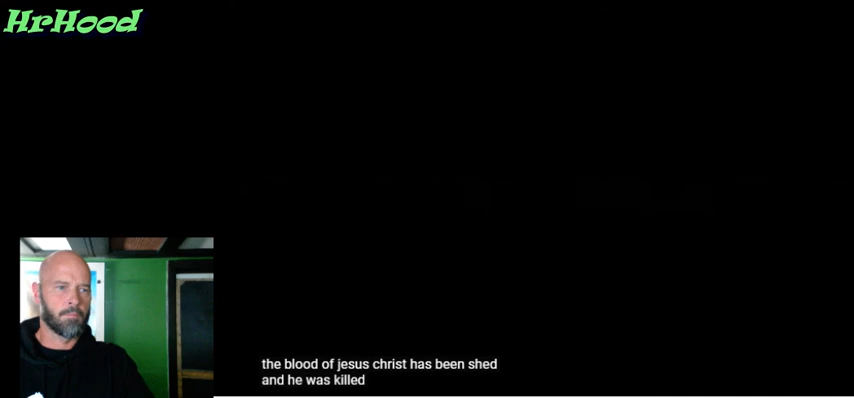 HrHood
the blood of jesus christ has been shed
and he was killed